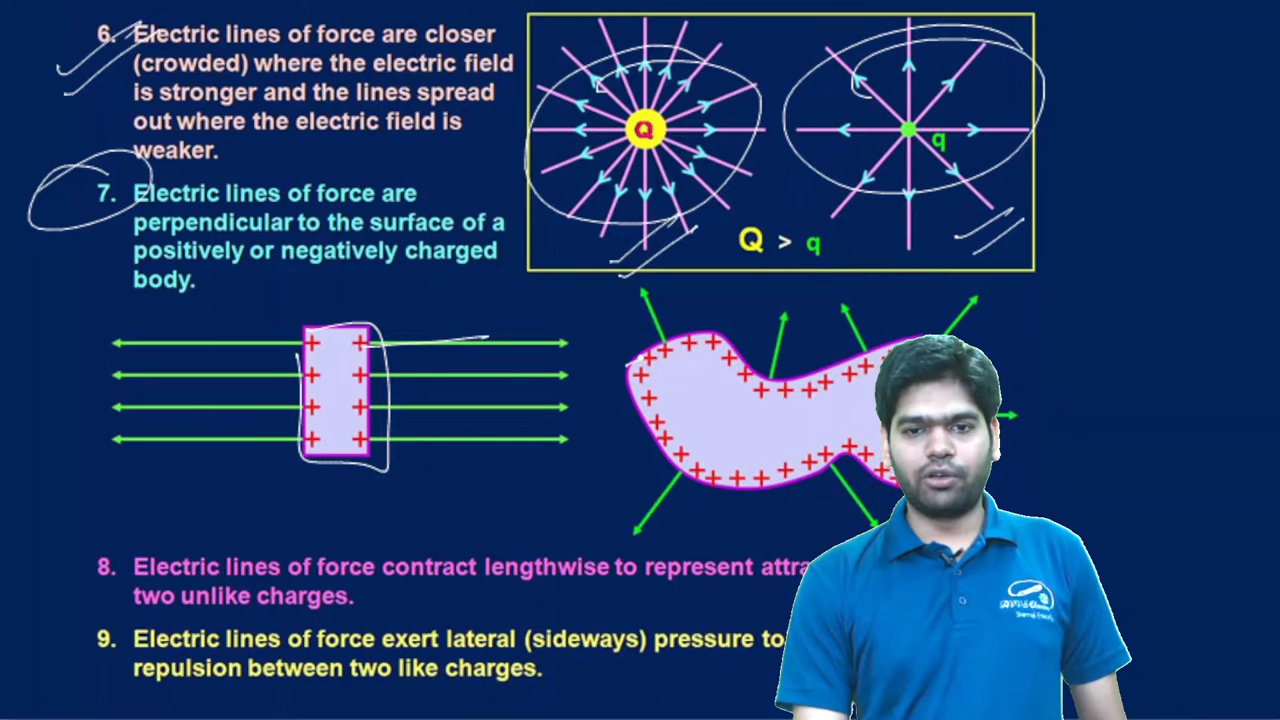 6. Electric lines of force are closer
(crowded) where the electric field
is stronger and the lines spread
out where the electric field is
weaker.
7. Electric lines of force are
perpendicular to the surface of a
positively or negatively charged
body.
Q
q
Q > q
8. Electric lines of force contract lengthwise to represent
two unlike charges.
9. Electric lines of force exert lateral (sideways) pressure
repulsion between two like charges.